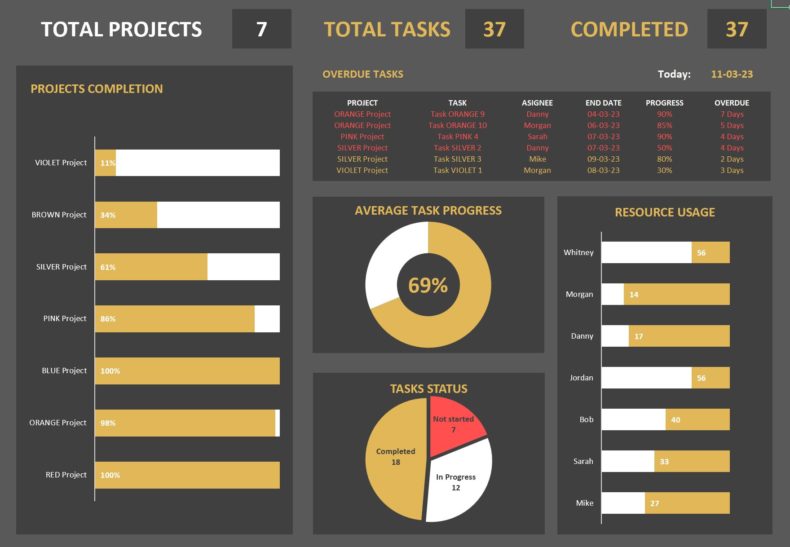 TOTAL PROJECTS 7 TOTAL TASKS 37 COMPLETED 37
PROJECTS COMPLETION
VIOLET Project 11%
BROWN Project 34%
SILVER Project 61%
PINK Project 86%
BLUE Project 100%
ORANGE Project 98%
RED Project 100%
OVERDUE TASKS Today: 11-03-23
PROJECT TASK ASIGNEE END DATE PROGRESS OVERDUE
ORANGE Project Task ORANGE 9 Danny 04-03-23 90% 7 Days
ORANGE Project Task ORANGE 10 Morgan 06-03-23 85% 5 Days
PINK Project Task PINK 4 Sarah 07-03-23 90% 4 Days
SILVER Project Task SILVER 2 Danny 07-03-23 50% 4 Days
SILVER Project Task SILVER 3 Mike 09-03-23 80% 2 Days
VIOLET Project Task VIOLET 1 Morgan 08-03-23 30% 3 Days
AVERAGE TASK PROGRESS
69%
TASKS STATUS
Not started
7
Completed
18
In Progress
12
RESOURCE USAGE
Whitney 56
Morgan 14
Danny 17
Jordan 56
Bob 40
Sarah 33
Mike 27